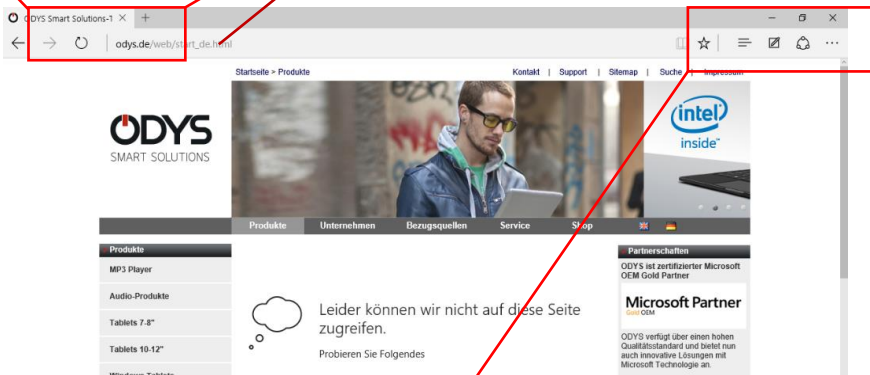 ODYS Smart Solutions-1
odys.de/web/start_de.html
Startseite > Produkte
Kontakt | Support | Sitemap | Suche | Impressum
ODYS
SMART SOLUTIONS
intel
inside
Produkte Unternehmen Bezugsquellen Service Shop
Produkte
MP3 Player
Audio-Produkte
Tablets 7-8"
Tablets 10-12"
Windows Tablets
Leider können wir nicht auf diese Seite
zugreifen.
Probieren Sie Folgendes
Partnerschaften
ODYS ist zertifizierter Microsoft
OEM Gold Partner
Microsoft Partner
Gold OEM
ODYS verfügt über einen hohen
Qualitätsstandard und bietet nun
auch innovative Lösungen mit
Microsoft Technologie an.